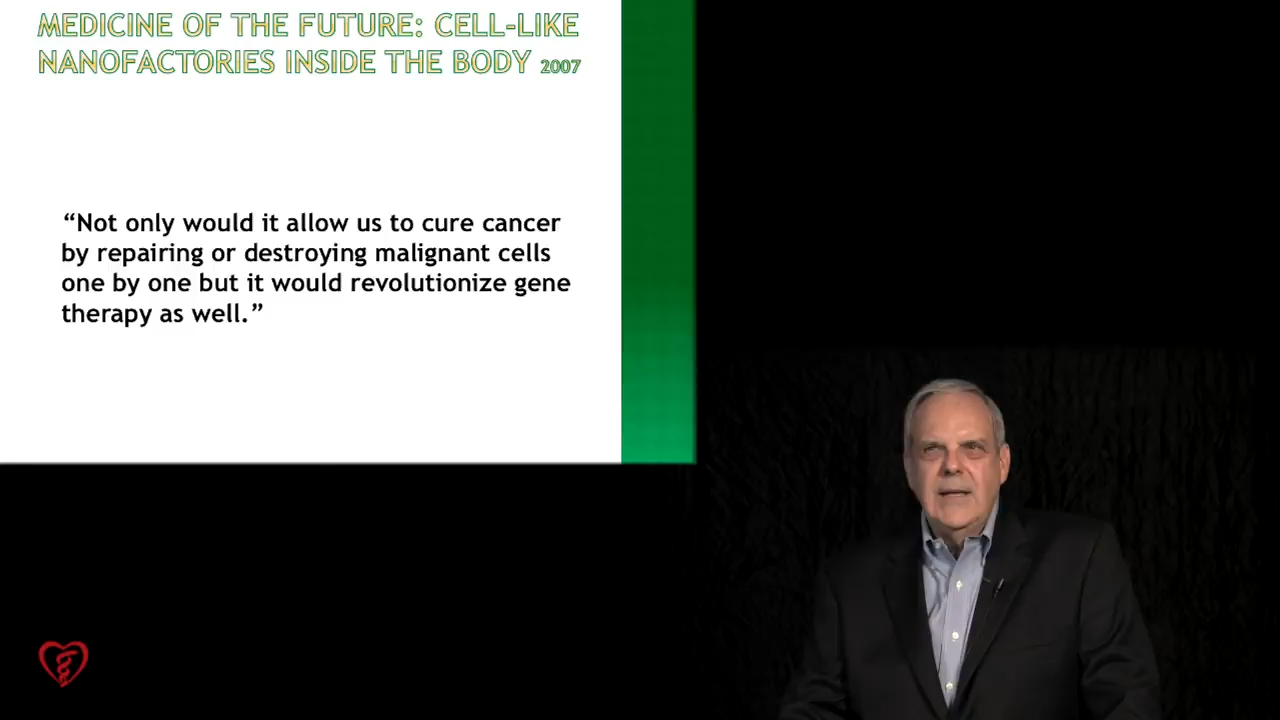 MEDICINE OF THE FUTURE: CELL-LIKE
NANOFACTORIES INSIDE THE BODY 2007
“Not only would it allow us to cure cancer
by repairing or destroying malignant cells
one by one but it would revolutionize gene
therapy as well.”